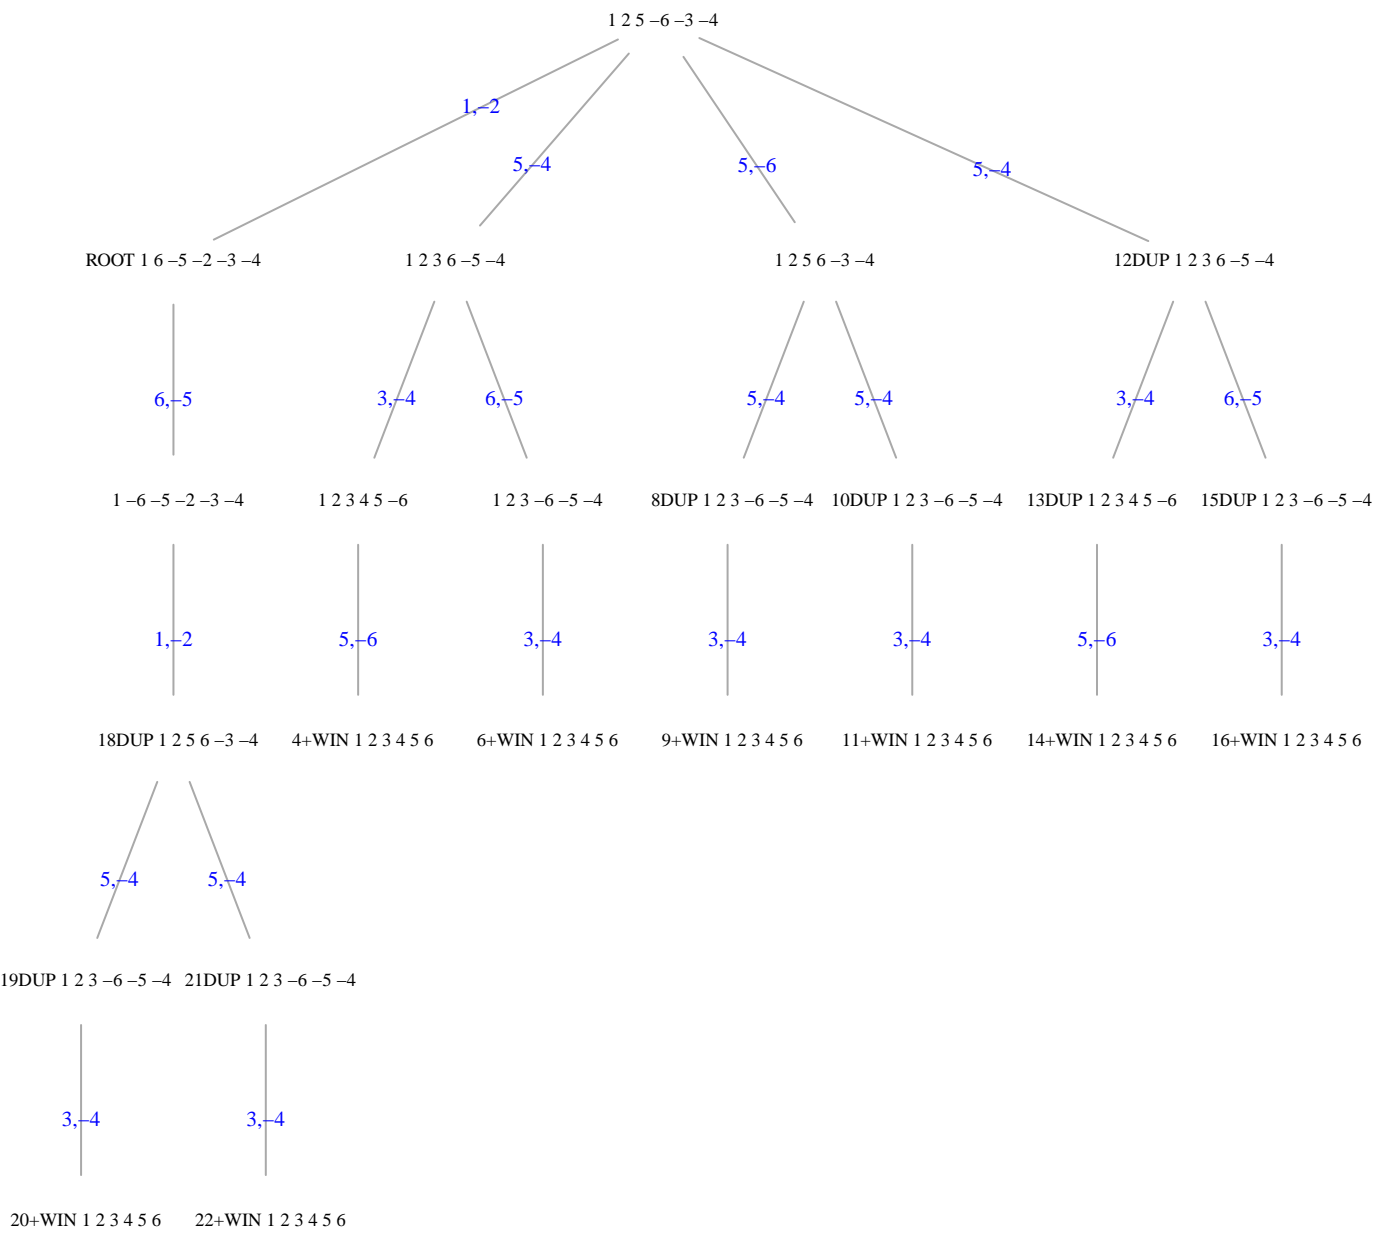 1 2 5 –6 –3 –4
1,–2
5,–4
5,–6
5,–4
ROOT 1 6 –5 –2 –3 –4
1 2 3 6 –5 –4
1 2 5 6 –3 –4
12DUP 1 2 3 6 –5 –4
6,–5
3,–4
6,–5
5,–4
5,–4
3,–4
6,–5
1 –6 –5 –2 –3 –4
1 2 3 4 5 –6
1 2 3 –6 –5 –4
8DUP 1 2 3 –6 –5 –4
10DUP 1 2 3 –6 –5 –4
13DUP 1 2 3 4 5 –6
15DUP 1 2 3 –6 –5 –4
1,–2
5,–6
3,–4
3,–4
3,–4
5,–6
3,–4
18DUP 1 2 5 6 –3 –4
4+WIN 1 2 3 4 5 6
6+WIN 1 2 3 4 5 6
9+WIN 1 2 3 4 5 6
11+WIN 1 2 3 4 5 6
14+WIN 1 2 3 4 5 6
16+WIN 1 2 3 4 5 6
5,–4
5,–4
19DUP 1 2 3 –6 –5 –4
21DUP 1 2 3 –6 –5 –4
3,–4
3,–4
20+WIN 1 2 3 4 5 6
22+WIN 1 2 3 4 5 6